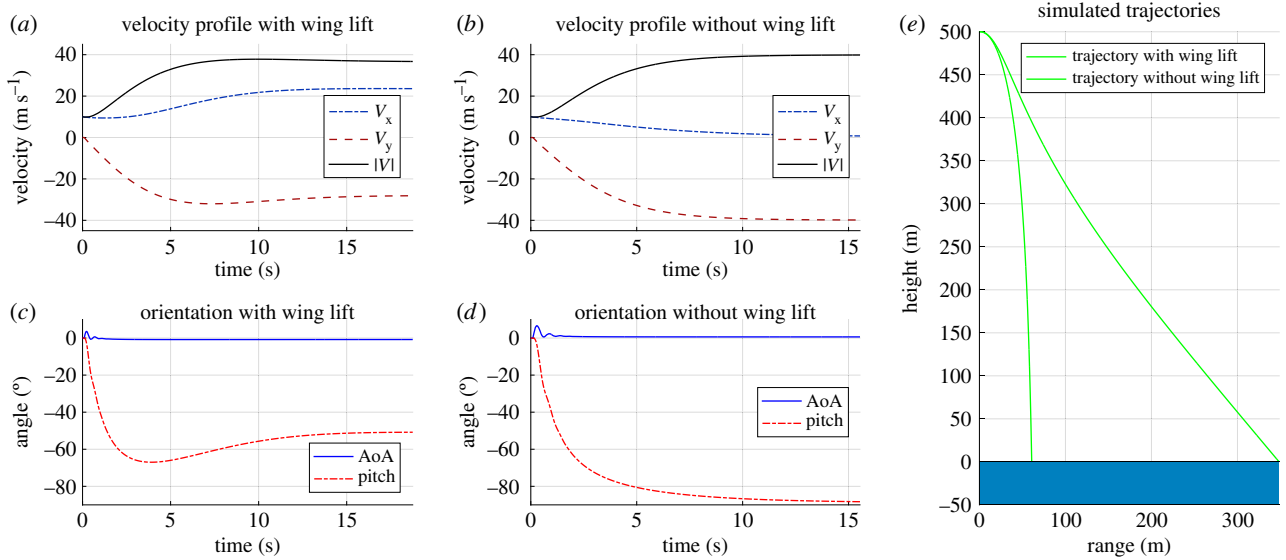 (a) velocity profile with wing lift
40
20
0
−20
−40
velocity (m s−1)
Vx
Vy
|V|
0 5 10 15
time (s)
(b) velocity profile without wing lift
40
20
0
−20
−40
velocity (m s−1)
Vx
Vy
|V|
0 5 10 15
time (s)
(c) orientation with wing lift
0
−20
−40
−60
−80
angle (°)
AoA
pitch
0 5 10 15
time (s)
(d) orientation without wing lift
0
−20
−40
−60
−80
angle (°)
AoA
pitch
0 5 10 15
time (s)
(e) simulated trajectories
500
450
400
350
300
250
200
150
100
50
0
−50
height (m)
trajectory with wing lift
trajectory without wing lift
0 100 200 300
range (m)